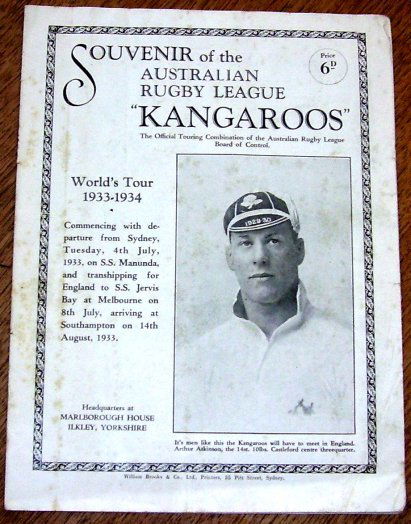 SOUVENIR of the
AUSTRALIAN
RUGBY LEAGUE
"KANGAROOS"
Price
6D
The Official Touring Combination of the Australian Rugby League
Board of Control.
World's Tour
1933-1934
Commencing with de-
parture from Sydney,
Tuesday, 4th July,
1933, on S.S. Manunda,
and transhipping for
England to S.S. Jervis
Bay at Melbourne on
8th July, arriving at
Southampton on 14th
August, 1933.
1929-30
Headquarters at
MARLBOROUGH HOUSE
ILKLEY, YORKSHIRE
It's men like this the Kangaroos will have to meet in England.
Arthur Atkinson, the 14st. 10lbs. Castleford centre threequarter.
William Brooks & Co., Ltd., Printers, 55 Pitt Street, Sydney.